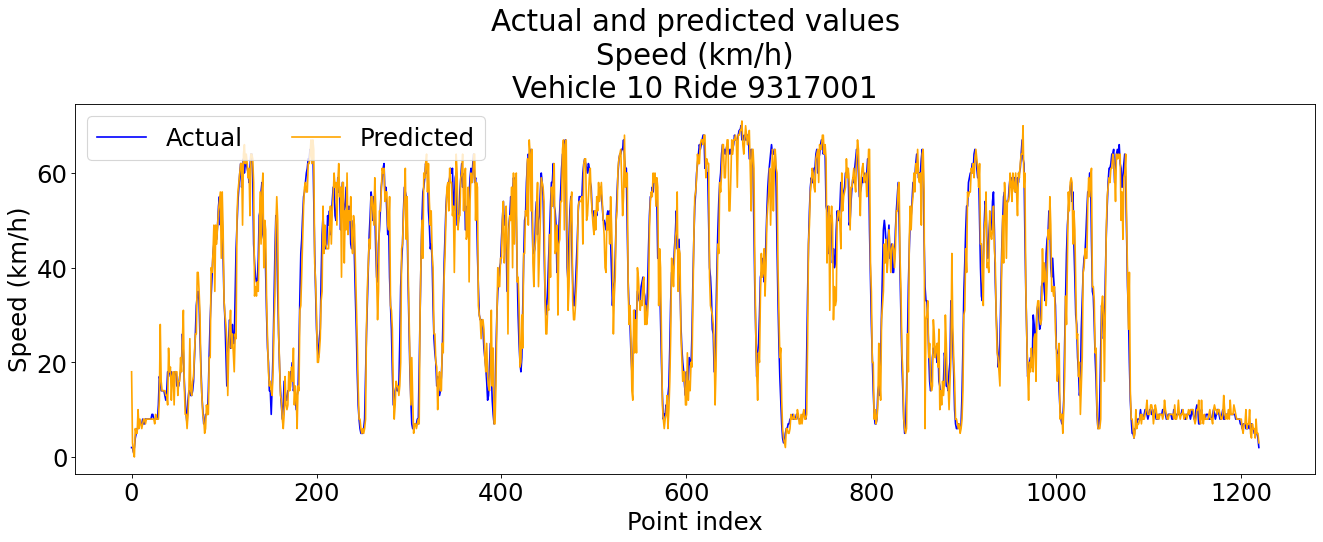 Actual and predicted values
Speed (km/h)
Vehicle 10 Ride 9317001
Actual Predicted
Speed (km/h)
60
40
20
0
0 200 400 600 800 1000 1200
Point index